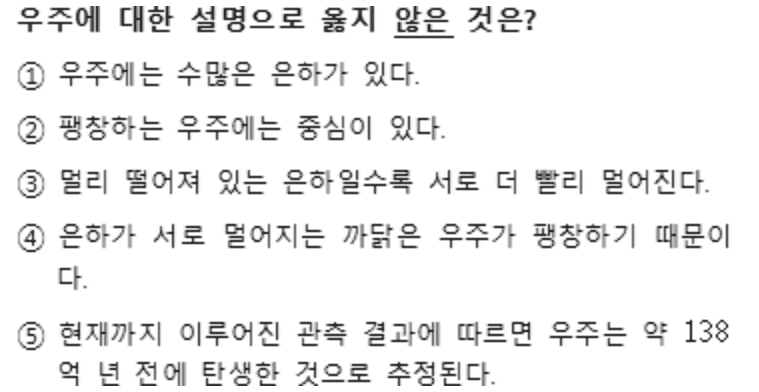 우주에 대한 설명으로 옳지 않은 것은?
① 우주에는 수많은 은하가 있다.
② 팽창하는 우주에는 중심이 있다.
③ 멀리 떨어져 있는 은하일수록 서로 더 빨리 멀어진다.
④ 은하가 서로 멀어지는 까닭은 우주가 팽창하기 때문이
다.
⑤ 현재까지 이루어진 관측 결과에 따르면 우주는 약 138
억 년 전에 탄생한 것으로 추정된다.